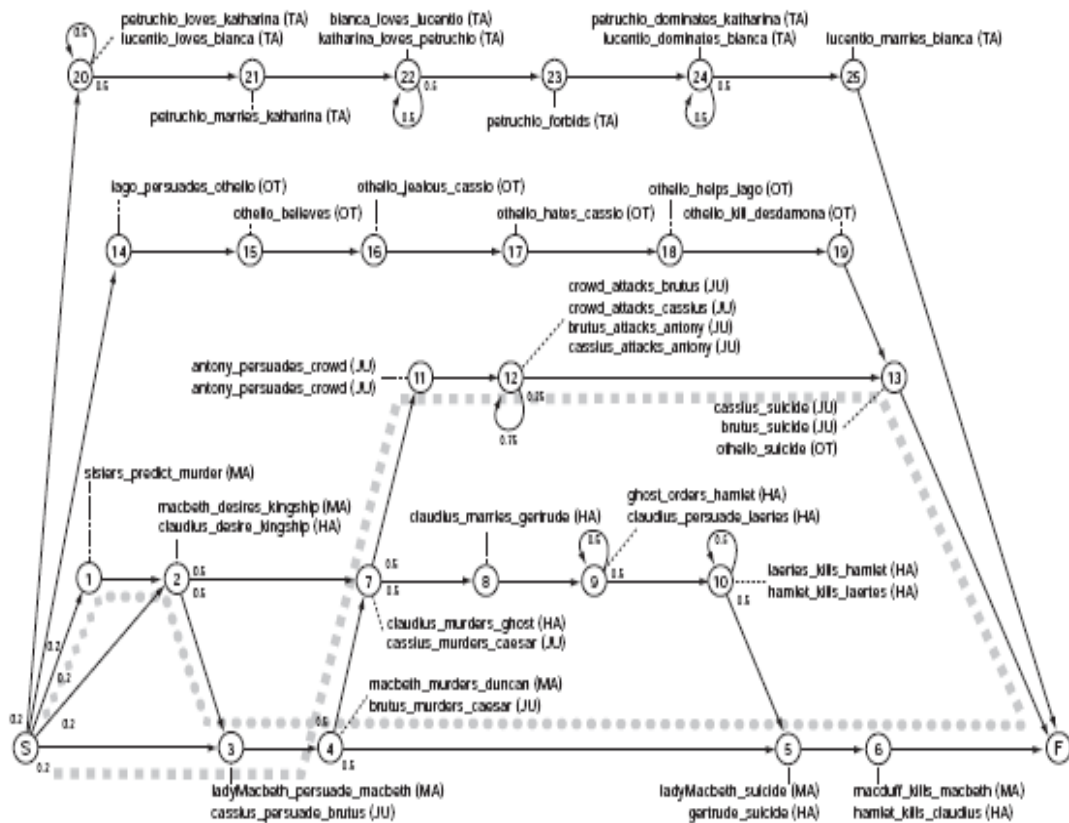 petruchio_loves_katharina (TA)
lucentio_loves_bianca (TA)
bianca_loves_lucentio (TA)
katharina_loves_petruchio (TA)
petruchio_dominates_katharina (TA)
lucentio_dominates_bianca (TA)
lucentio_marries_bianca (TA)
0.5
20
0.5
21
22
0.5
0.5
23
24
0.5
0.5
25
petruchio_marries_katharina (TA)
petruchio_forbids (TA)
iago_persuades_othello (OT)
othello_believes (OT)
othello_jealous_cassio (OT)
othello_hates_cassio (OT)
othello_helps_iago (OT)
othello_kill_desdamona (OT)
14
15
16
17
18
19
crowd_attacks_brutus (JU)
crowd_attacks_cassius (JU)
brutus_attacks_antony (JU)
cassius_attacks_antony (JU)
antony_persuades_crowd (JU)
antony_persuades_crowd (JU)
11
12
0.25
0.75
13
cassius_suicide (JU)
brutus_suicide (JU)
othello_suicide (OT)
sisters_predict_murder (MA)
macbeth_desires_kingship (MA)
claudius_desire_kingship (HA)
claudius_marries_gertrude (HA)
ghost_orders_hamlet (HA)
claudius_persuade_laeries (HA)
1
2
0.5
0.5
7
0.5
0.5
8
0.5
9
0.5
0.5
10
0.5
laeries_kills_hamlet (HA)
hamlet_kills_laertes (HA)
claudius_murders_ghost (HA)
cassius_murders_caesar (JU)
macbeth_murders_duncan (MA)
brutus_murders_caesar (JU)
0.2
0.2
0.2
0.2
S
0.2
3
0.5
4
0.5
5
6
F
ladyMacbeth_persuade_macbeth (MA)
cassius_persuade_brutus (JU)
ladyMacbeth_suicide (MA)
gertrude_suicide (HA)
macduff_kills_macbeth (MA)
hamlet_kills_claudius (HA)